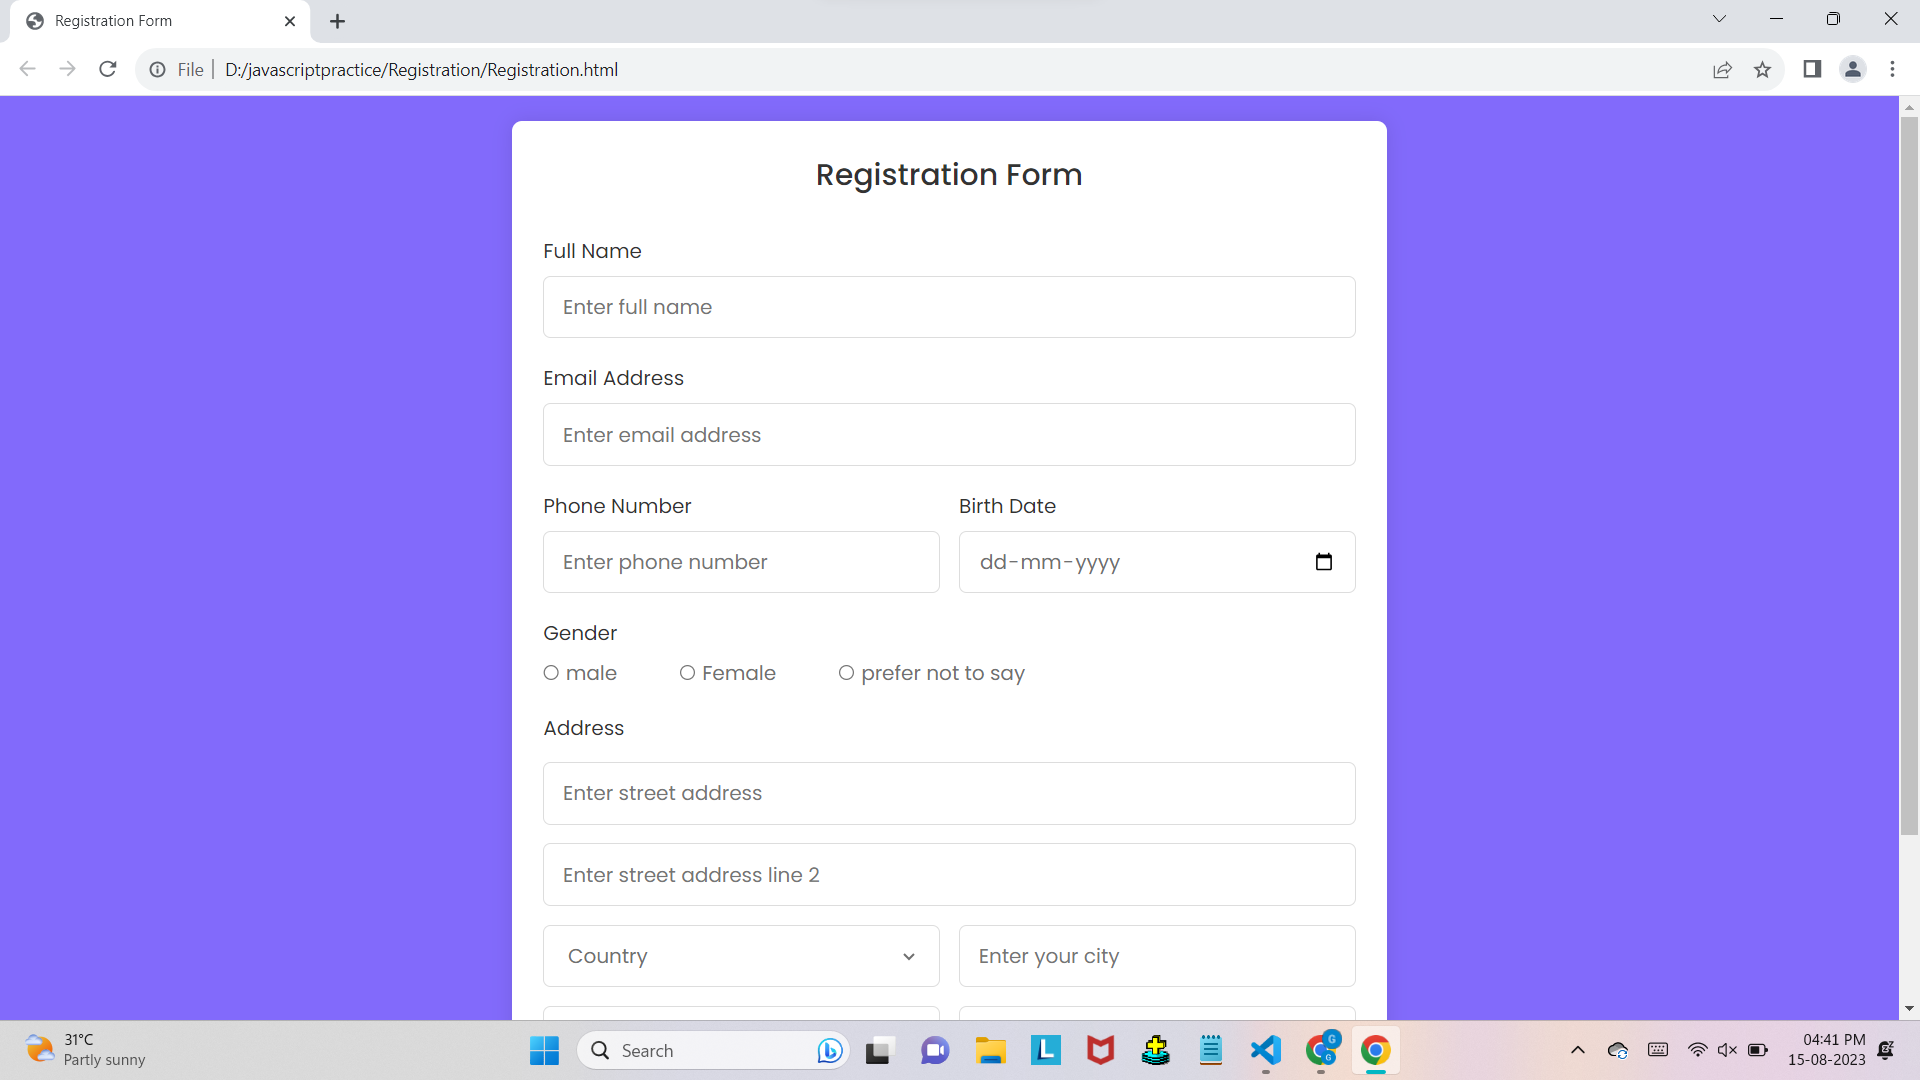 Registration Form
File | D:/javascriptpractice/Registration/Registration.html
Registration Form
Full Name
Enter full name
Email Address
Enter email address
Phone Number Birth Date
Enter phone number dd-mm-yyyy
Gender
male Female prefer not to say
Address
Enter street address
Enter street address line 2
Country Enter your city
31°C
Partly sunny
Search
L
G
G
04:41 PM
15-08-2023